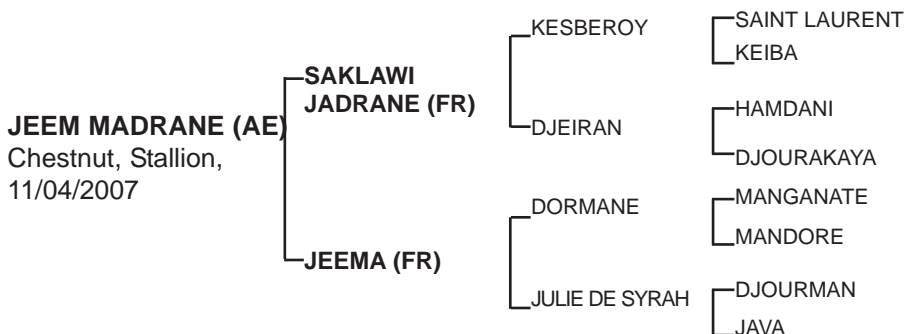 JEEM MADRANE (AE)
Chestnut, Stallion,
11/04/2007
SAKLAWI
JADRANE (FR)
JEEMA (FR)
KESBEROY
DJEIRAN
DORMANE
JULIE DE SYRAH
SAINT LAURENT
KEIBA
HAMDANI
DJOURAKAYA
MANGANATE
MANDORE
DJOURMAN
JAVA